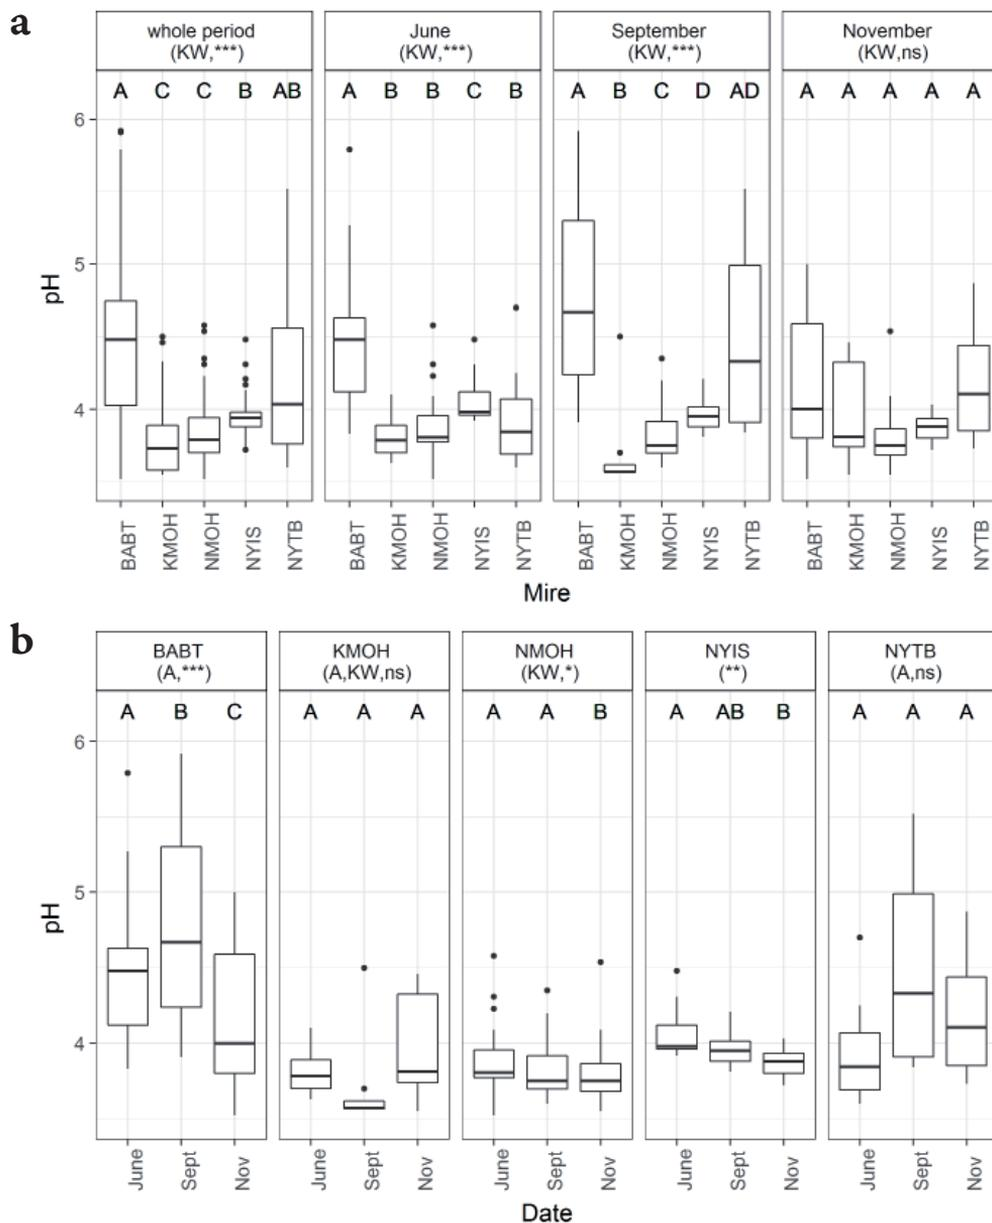 a
whole period
(KW,***)
June
(KW,***)
September
(KW,***)
November
(KW,ns)
A C C B AB
A B B C B
A B C D AD
A A A A A
6
5
4
pH
BABT KMOH NMOH NYIS NYTB
BABT KMOH NMOH NYIS NYTB
BABT KMOH NMOH NYIS NYTB
BABT KMOH NMOH NYIS NYTB
Mire
b
BABT
(A,***)
KMOH
(A,KW,ns)
NMOH
(KW,*)
NYIS
(**)
NYTB
(A,ns)
A B C
A A A
A A B
A AB B
A A A
6
5
4
pH
June Sept Nov
June Sept Nov
June Sept Nov
June Sept Nov
June Sept Nov
Date